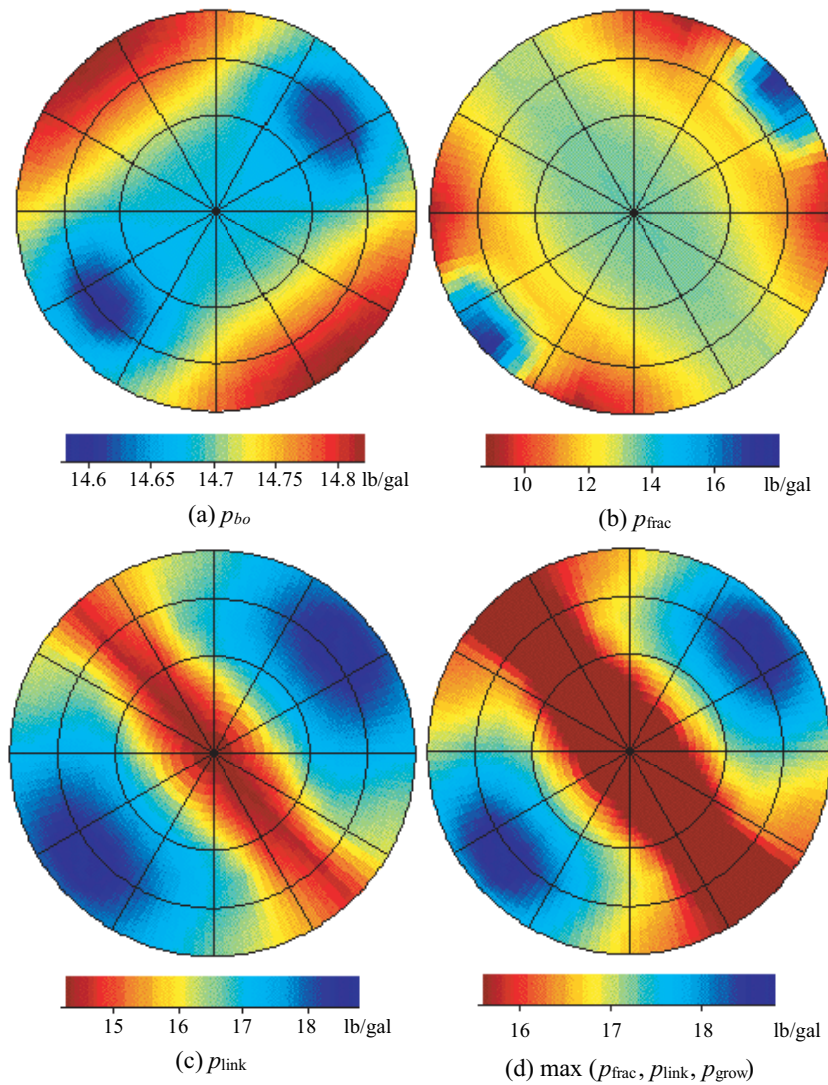 14.6 14.65 14.7 14.75 14.8 lb/gal
(a) p_bo
10 12 14 16 lb/gal
(b) p_frac
15 16 17 18 lb/gal
(c) p_link
16 17 18 lb/gal
(d) max (p_frac, p_link, p_grow)